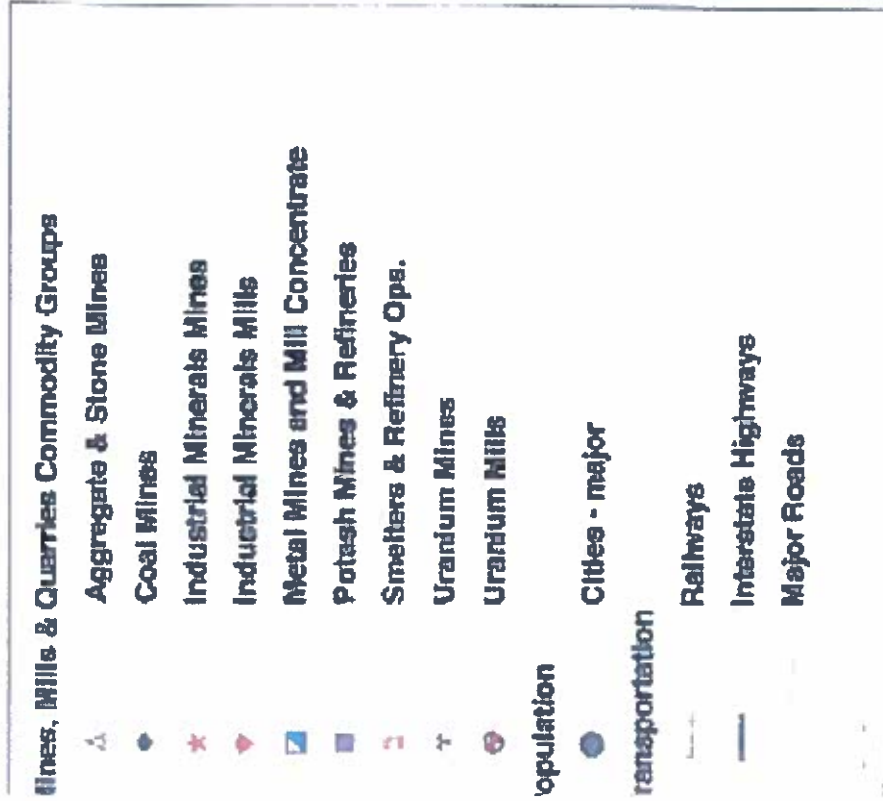 lines, Mills & Quarries Commodity Groups
Aggregate & Stone Mines
Coal Mines
Industrial Minerals Mines
Industrial Minerals Mills
Metal Mines and Mill Concentrate
Potash Mines & Refineries
Smelters & Refinery Ops.
Uranium Mines
Uranium Mills
opulation
Cities - major
ransportation
Railways
Interstate Highways
Major Roads